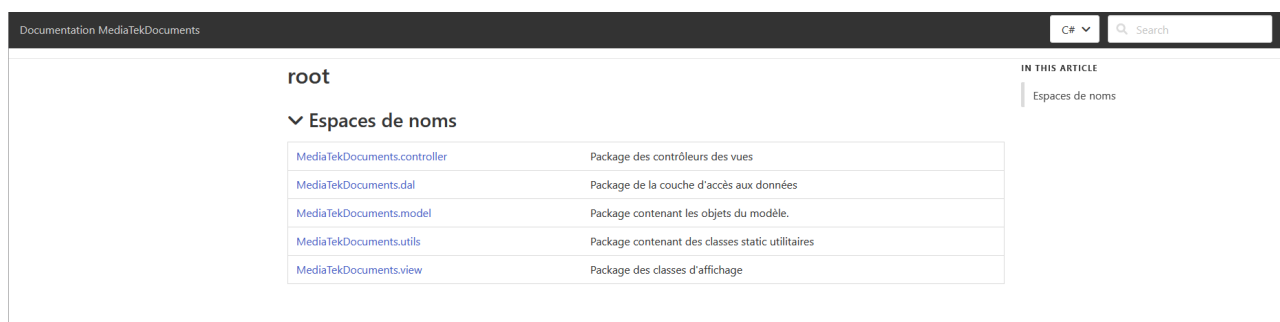 Documentation MediaTekDocuments
C#
Search
root
IN THIS ARTICLE
Espaces de noms
Espaces de noms
MediaTekDocuments.controller Package des contrôleurs des vues
MediaTekDocuments.dal Package de la couche d'accès aux données
MediaTekDocuments.model Package contenant les objets du modèle.
MediaTekDocuments.utils Package contenant des classes static utilitaires
MediaTekDocuments.view Package des classes d'affichage